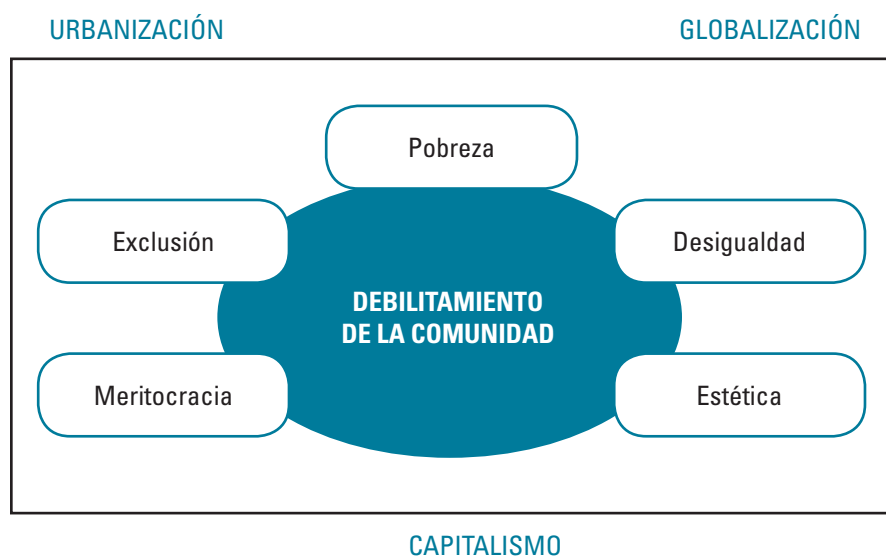 URBANIZACIÓN
GLOBALIZACIÓN
Pobreza
Exclusión
Desigualdad
DEBILITAMIENTO
DE LA COMUNIDAD
Meritocracia
Estética
CAPITALISMO